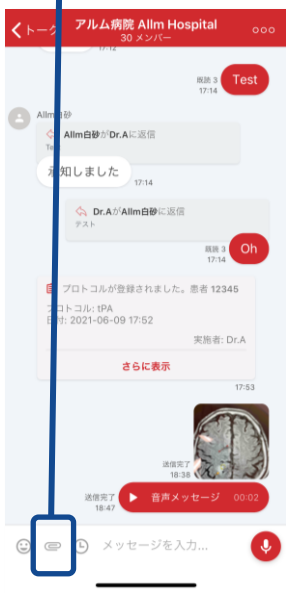 トーク
アルム病院 Allm Hospital
30 メンバー
17:12
既読 3
Test
17:14
Allm白砂
Allm白砂がDr.Aに返信
承知しました
17:14
Dr.AがAllm白砂に返信
テスト
既読 3
Oh
17:14
プロトコルが登録されました。患者 12345
プロトコル: tPA
日付: 2021-06-09 17:52
実施者: Dr.A
さらに表示
17:53
送信完了
18:38
送信完了
18:47
音声メッセージ 00:02
メッセージを入力...